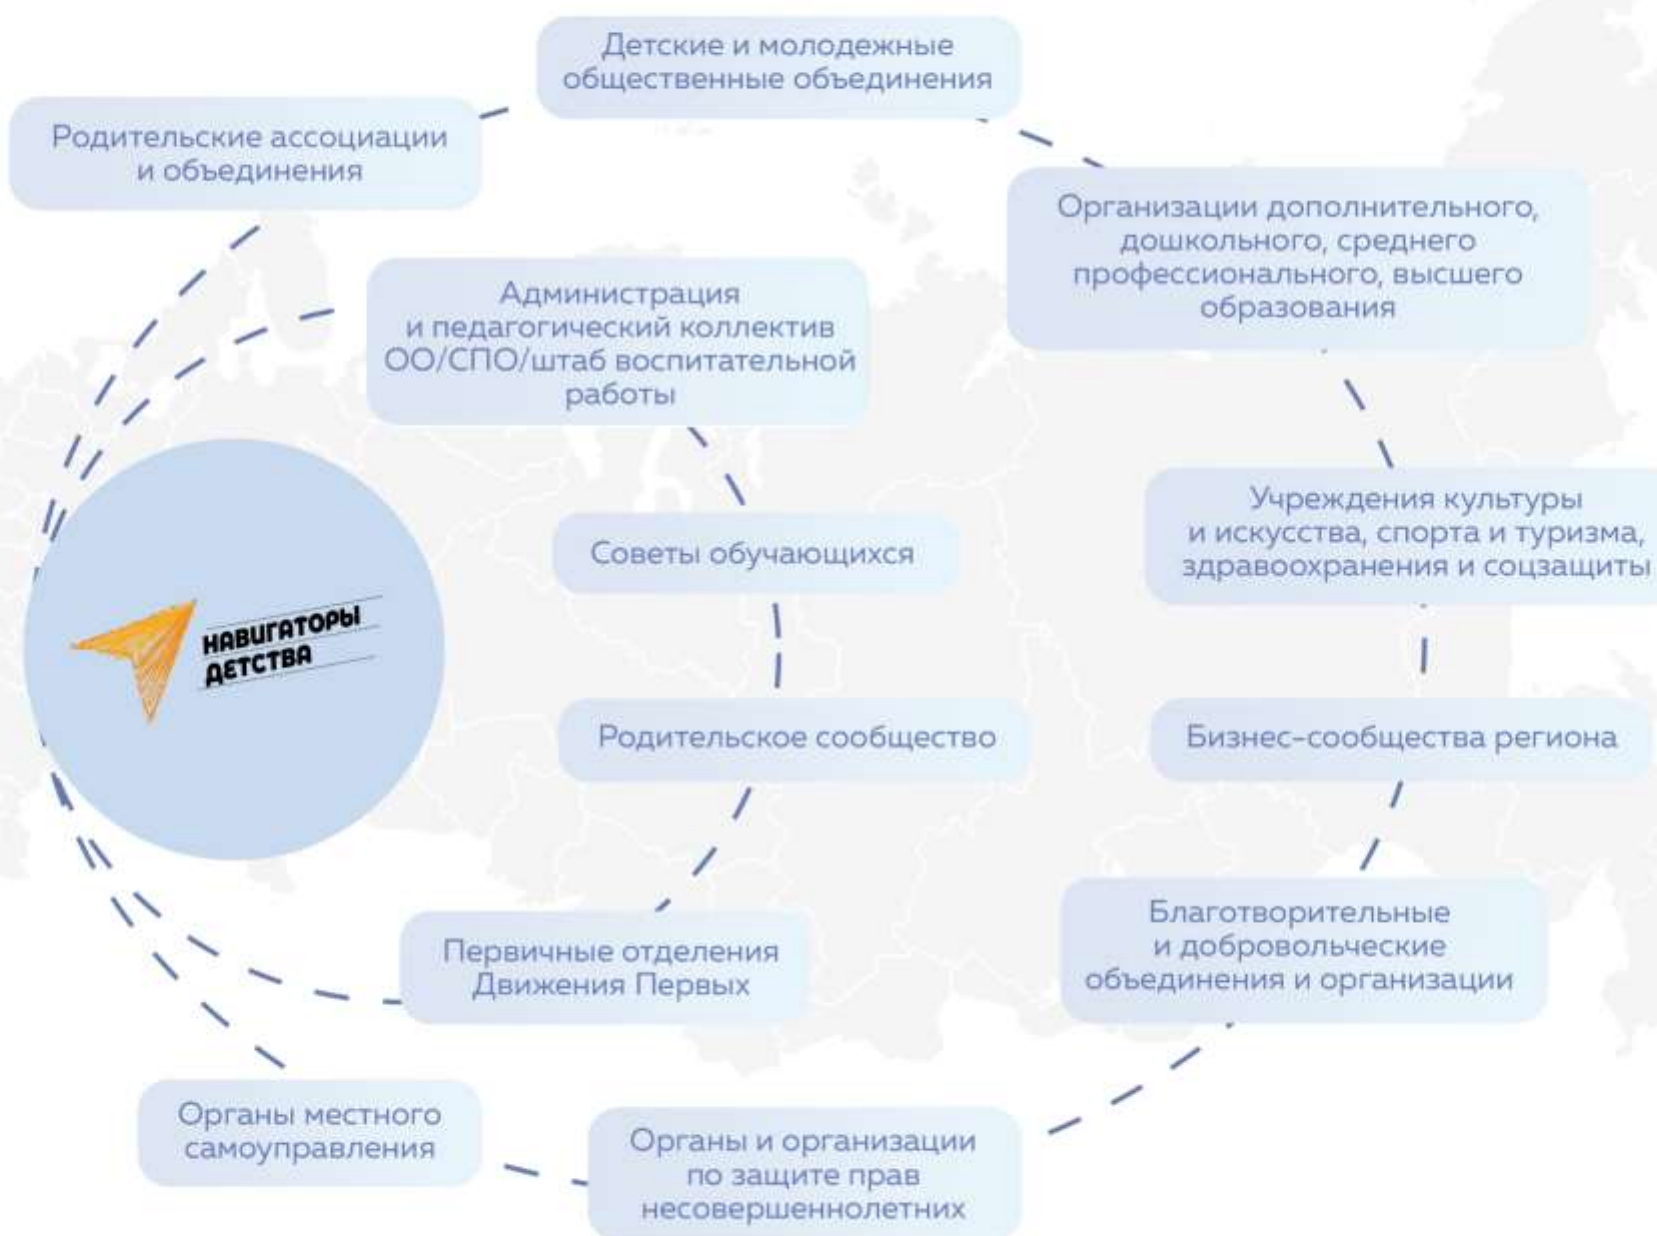 Детские и молодежные
общественные объединения
Родительские ассоциации
и объединения
Организации дополнительного,
дошкольного, среднего
профессионального, высшего
образования
Администрация
и педагогический коллектив
ОО/СПО/штаб воспитательной
работы
Учреждения культуры
и искусства, спорта и туризма,
здравоохранения и соцзащиты
Советы обучающихся
НАВИГАТОРЫ
ДЕТСТВА
Родительское сообщество
Бизнес-сообщества региона
Благотворительные
и добровольческие
объединения и организации
Первичные отделения
Движения Первых
Органы местного
самоуправления
Органы и организации
по защите прав
несовершеннолетних